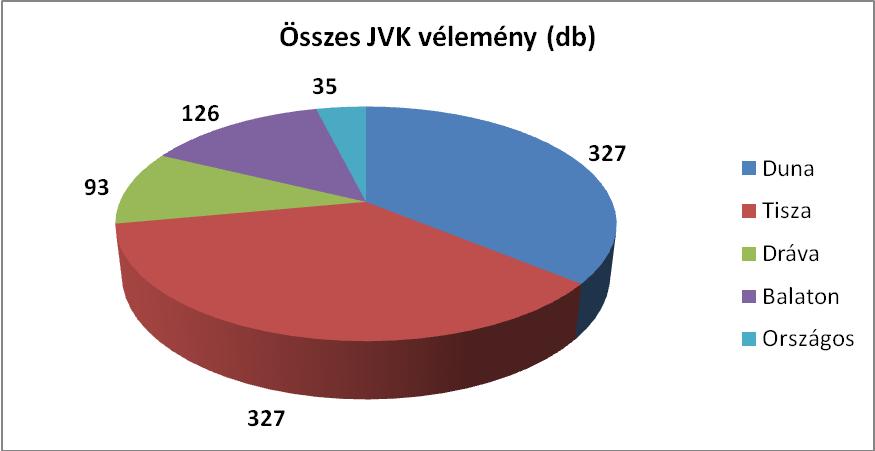 Összes JVK vélemény (db)
35
126
327
93
327
Duna
Tisza
Dráva
Balaton
Országos